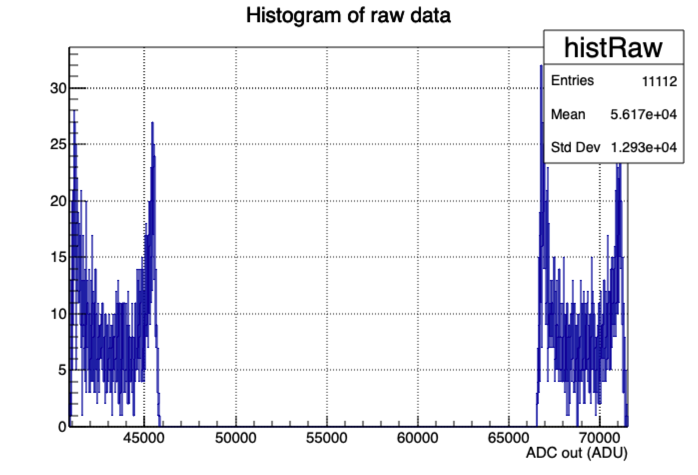 Histogram of raw data
histRaw
Entries 11112
Mean 5.617e+04
Std Dev 1.293e+04
30
25
20
15
10
5
0
45000 50000 55000 60000 65000 70000
ADC out (ADU)